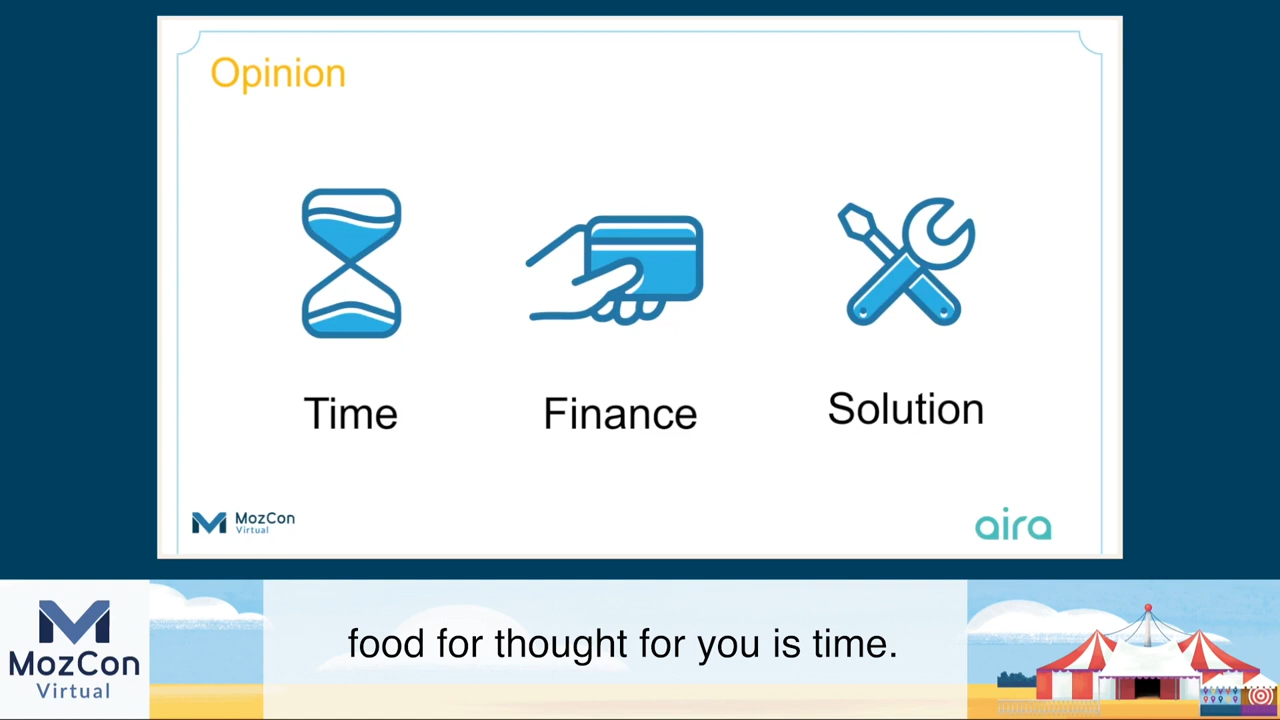 Opinion
Time
Finance
Solution
MozCon
Virtual
aira
MozCon
Virtual
food for thought for you is time.